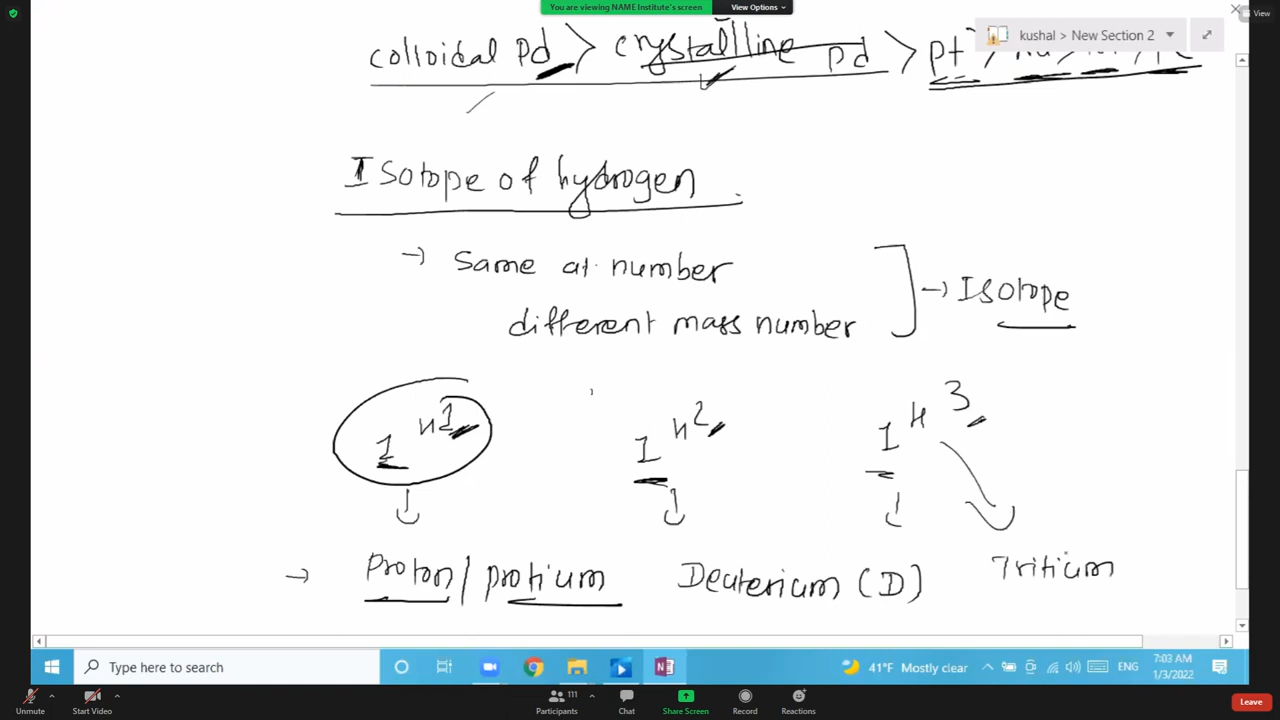 You are viewing NAME Institute's screen
View Options
View
kushal > New Section 2
colloidal Pd > crystalline Pd > pt >
Isotope of hydrogen
→ Same at. number
different mass number
→ Isotope
1 H 1
1 H 2
1 H 3
→ Proton / protium
Deuterium (D)
Tritium
Type here to search
41°F Mostly clear
ENG
7:03 AM
1/3/2022
Unmute
Start Video
111
Participants
Chat
Share Screen
Record
Reactions
Leave